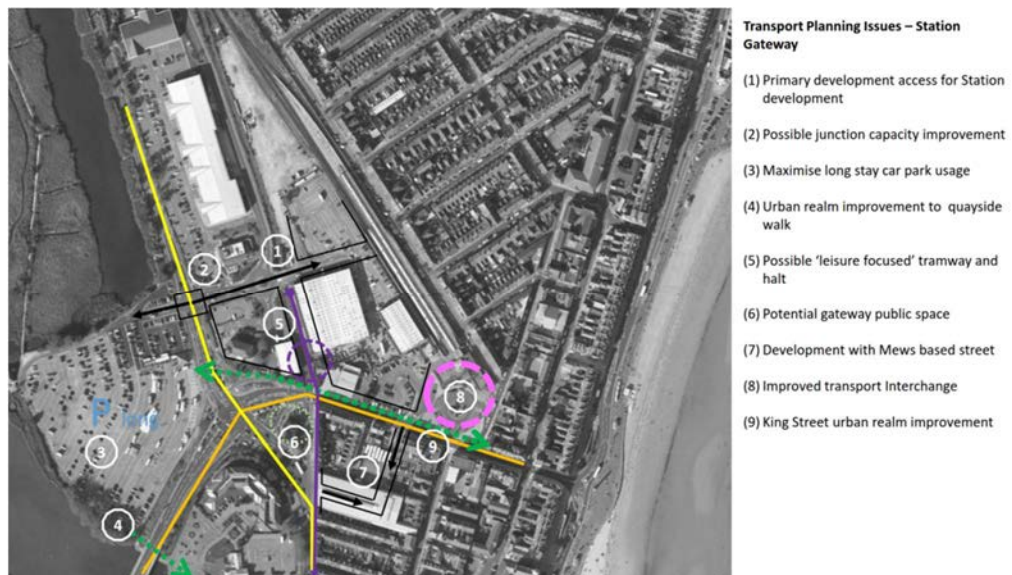 Transport Planning Issues – Station
Gateway
(1) Primary development access for Station
development
(2) Possible junction capacity improvement
(3) Maximise long stay car park usage
(4) Urban realm improvement to quayside
walk
(5) Possible ‘leisure focused’ tramway and
halt
(6) Potential gateway public space
(7) Development with Mews based street
(8) Improved transport Interchange
(9) King Street urban realm improvement
1
2
5
8
P long
6
9
3
7
4